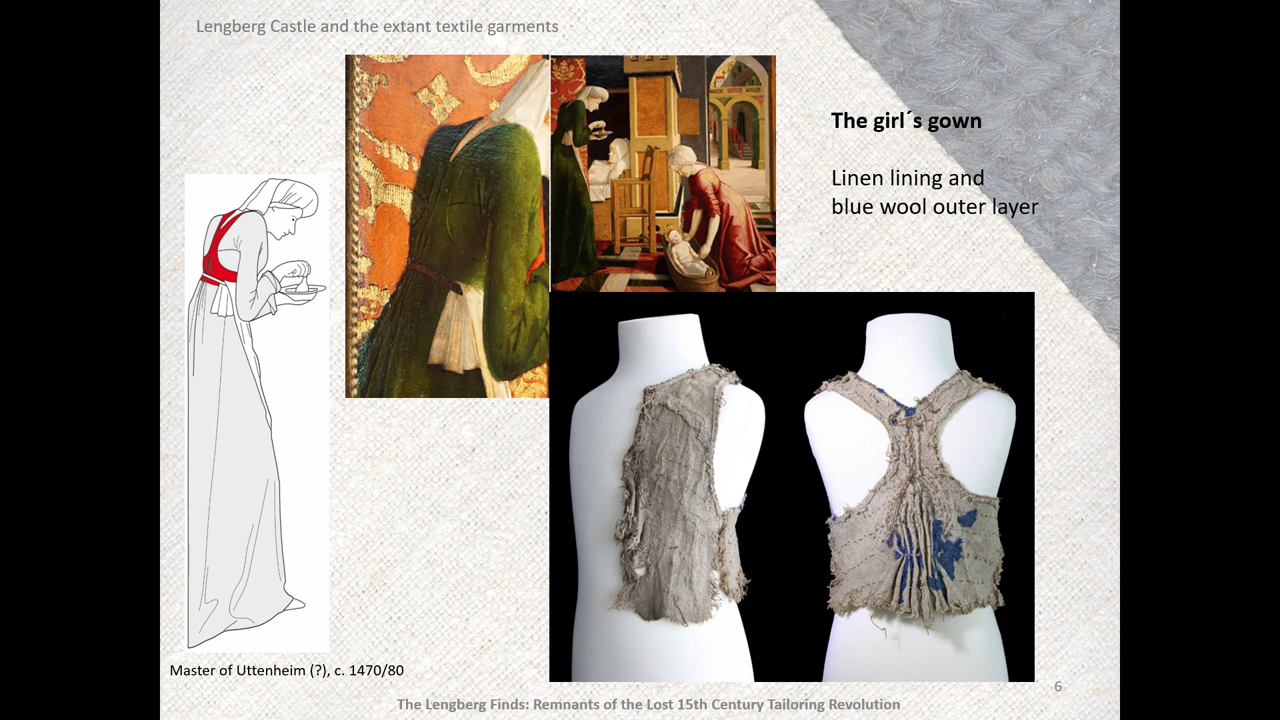 Lengberg Castle and the extant textile garments
The girl´s gown
Linen lining and
blue wool outer layer
Master of Uttenheim (?), c. 1470/80
6
The Lengberg Finds: Remnants of the Lost 15th Century Tailoring Revolution